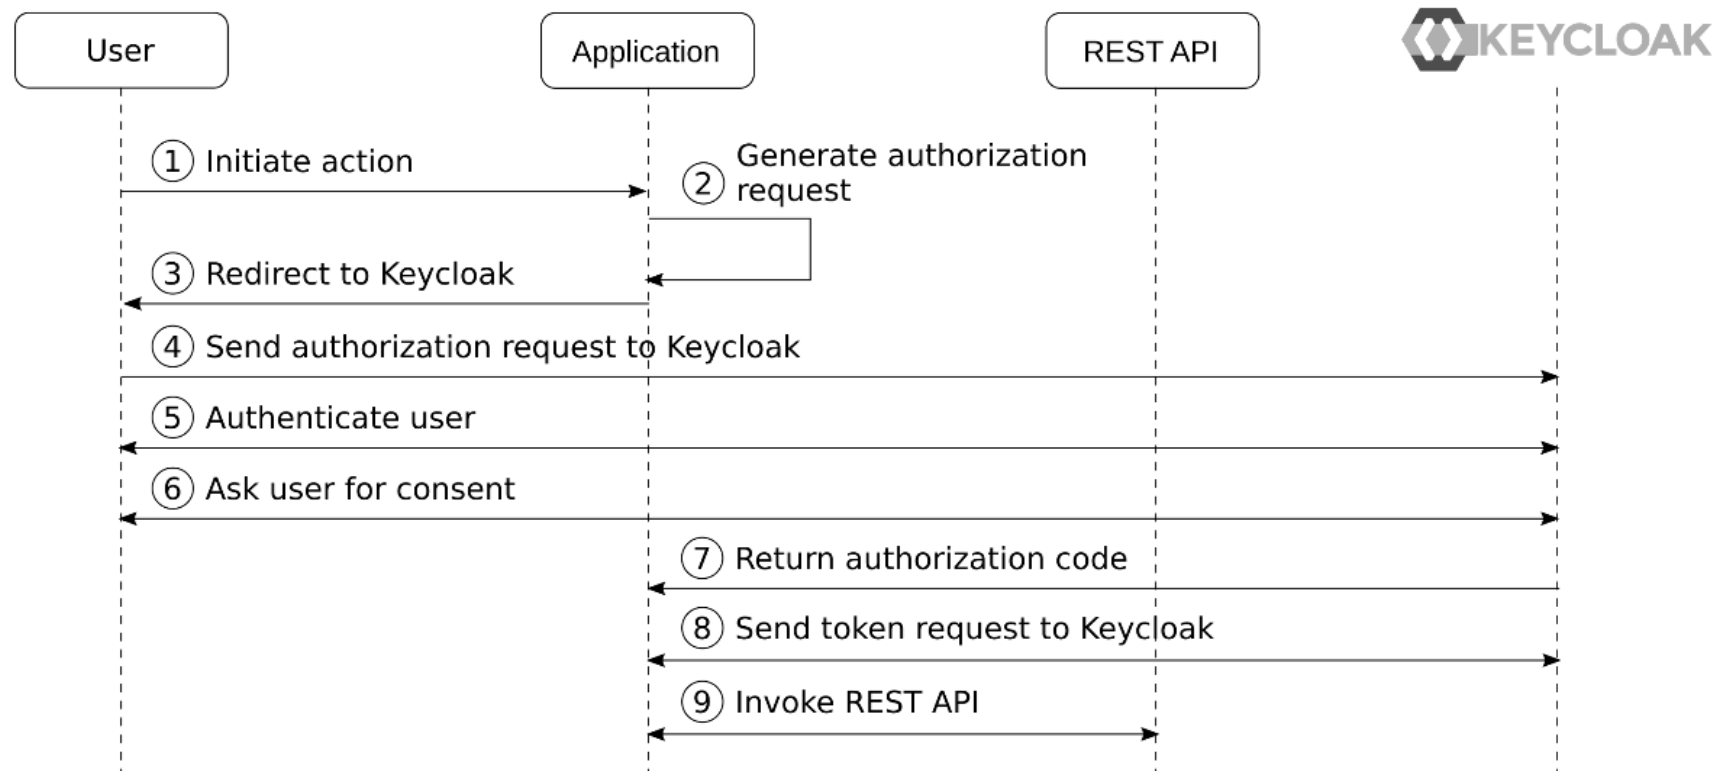 User
Application
REST API
KEYCLOAK
1 Initiate action
2 Generate authorization
request
3 Redirect to Keycloak
4 Send authorization request to Keycloak
5 Authenticate user
6 Ask user for consent
7 Return authorization code
8 Send token request to Keycloak
9 Invoke REST API